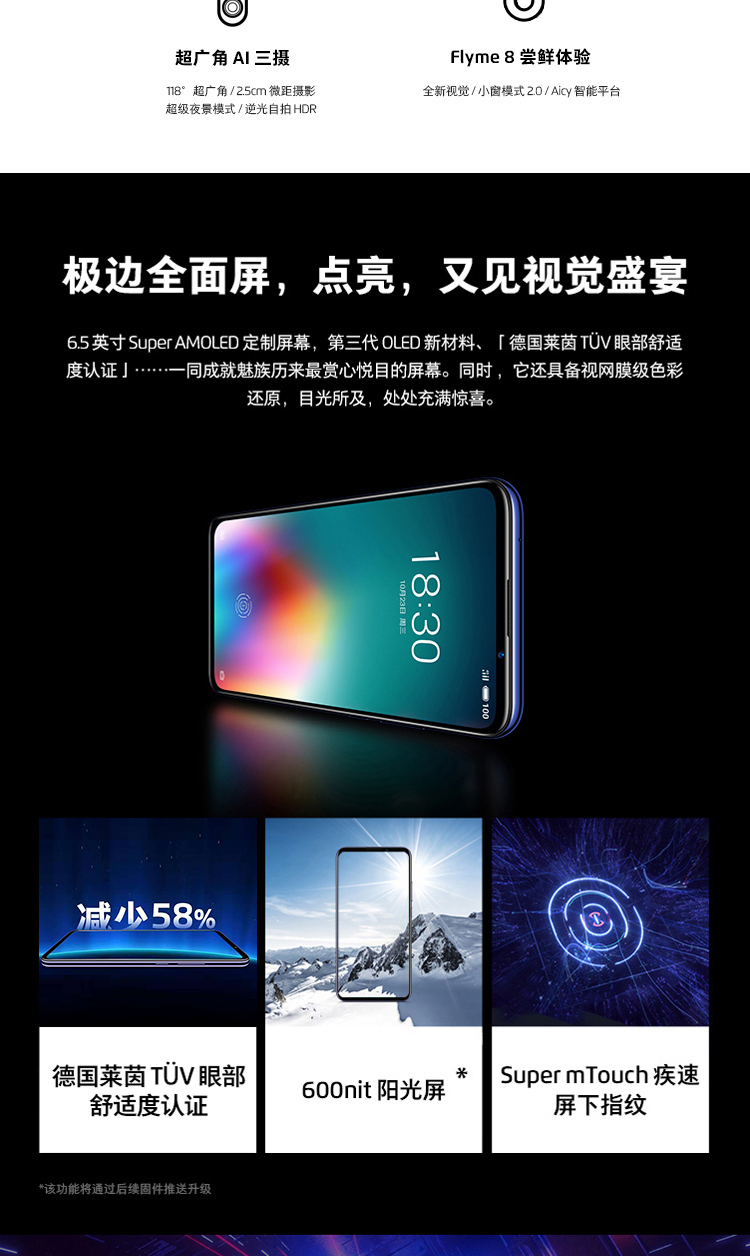 超广角 AI 三摄
118°超广角 / 2.5cm 微距摄影
超级夜景模式 / 逆光自拍 HDR
Flyme 8 尝鲜体验
全新视觉 / 小窗模式 2.0 / Aicy 智能平台
极边全面屏，点亮，又见视觉盛宴
6.5 英寸 Super AMOLED 定制屏幕，第三代 OLED 新材料、「德国莱茵 TÜV 眼部舒适
度认证」……一同成就魅族历来最赏心悦目的屏幕。同时，它还具备视网膜级色彩
还原，目光所及，处处充满惊喜。
18:30
10月23日 周三
100
减少58%
德国莱茵 TÜV 眼部
舒适度认证
600nit 阳光屏 *
Super mTouch 疾速
屏下指纹
*该功能将通过后续固件推送升级